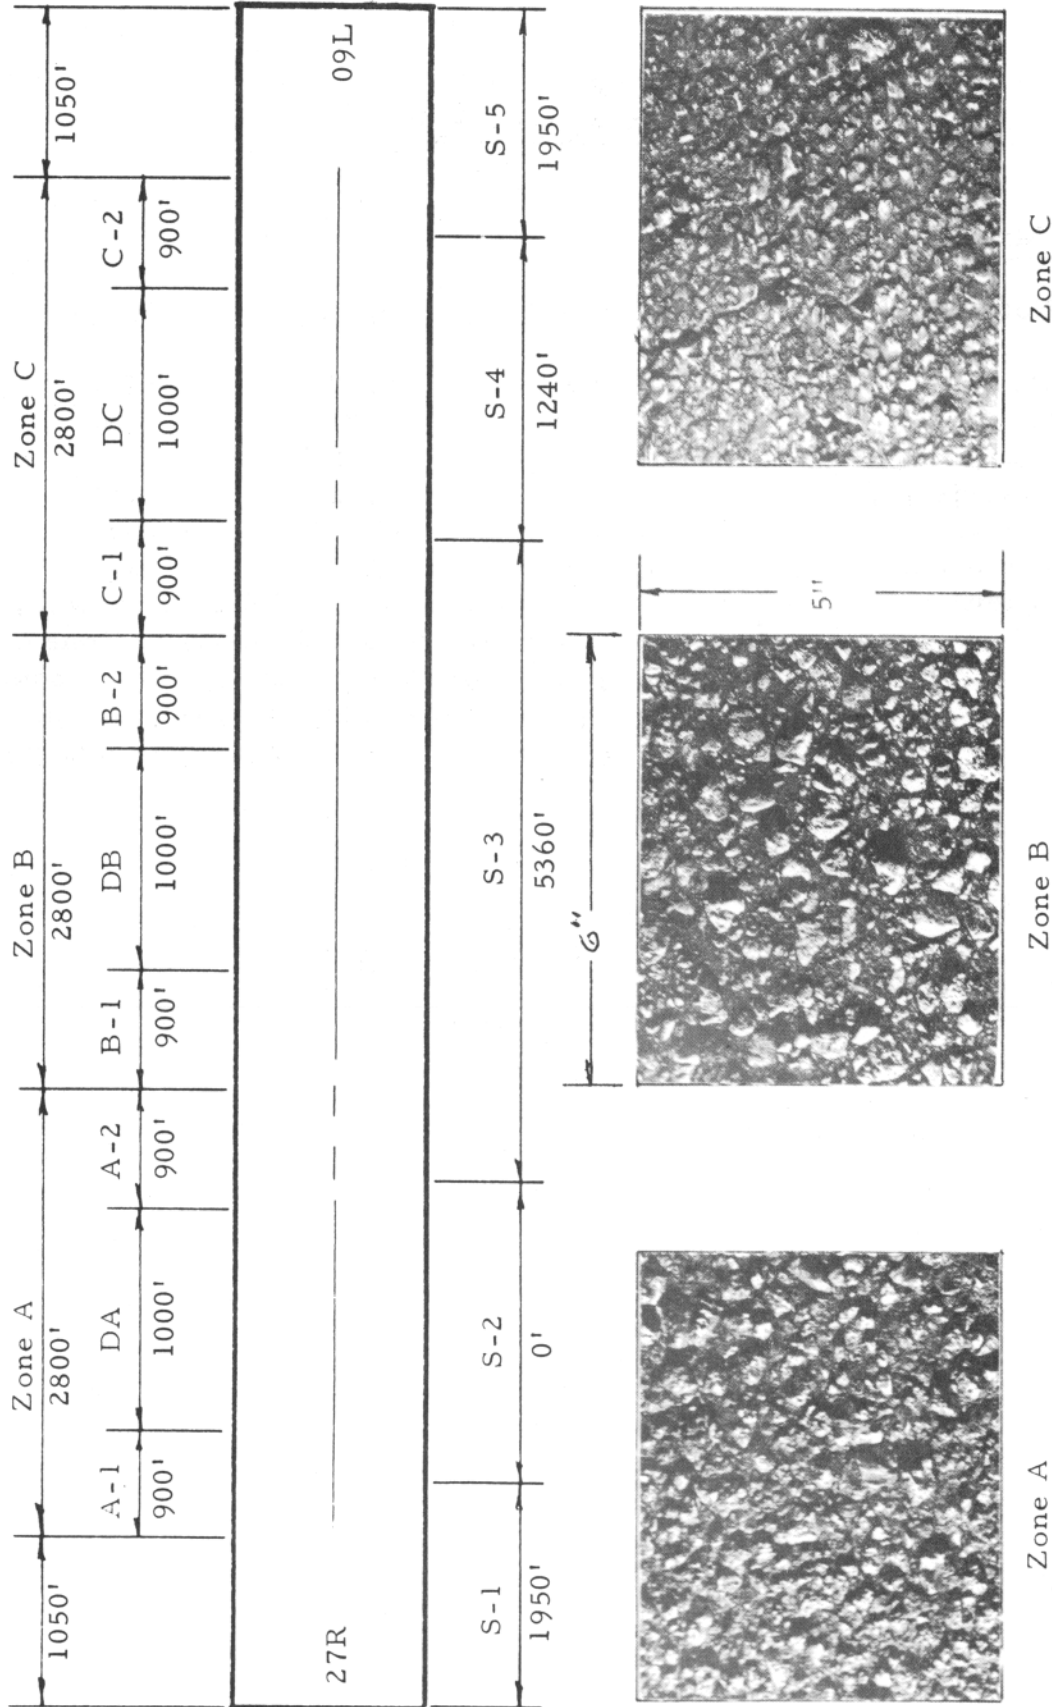 1050'
Zone A
2800'
Zone B
2800'
Zone C
2800'
1050'
A-1
900'
DA
1000'
A-2
900'
B-1
900'
DB
1000'
B-2
900'
C-1
900'
DC
1000'
C-2
900'
27R
09L
S-1
1950'
S-2
0'
S-3
5360'
S-4
1240'
S-5
1950'
6"
5"
Zone A
Zone B
Zone C